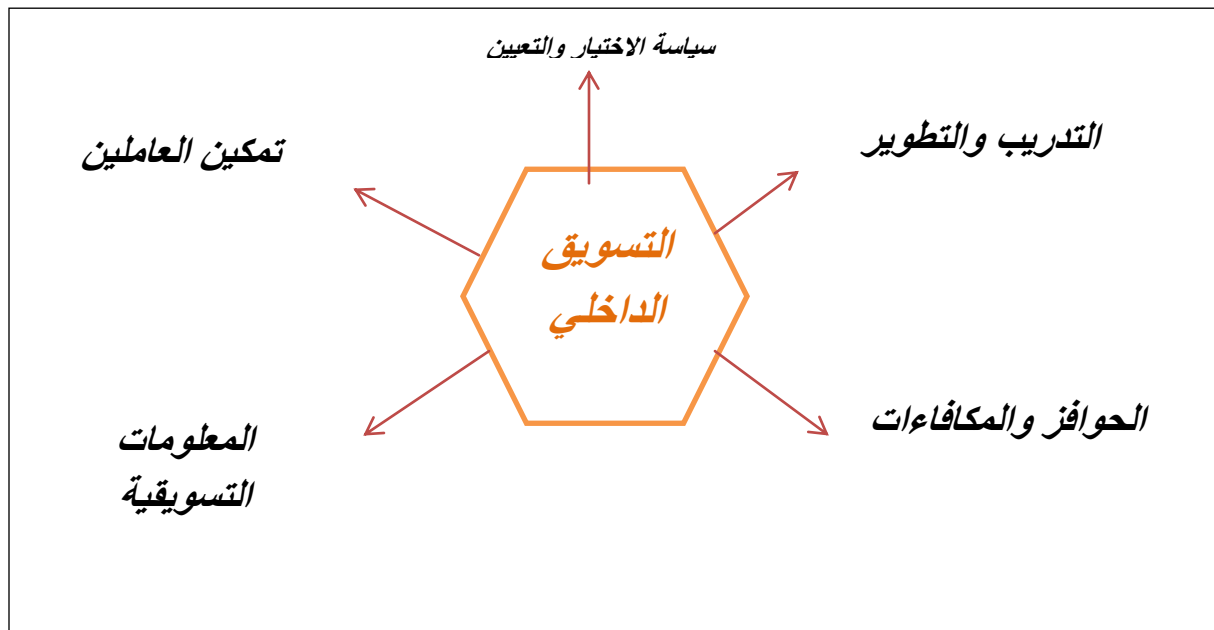 سياسة الاختيار والتعيين
التدريب والتطوير
تمكين العاملين
التسويق
الداخلي
الحوافز والمكافاءات
المعلومات
التسويقية